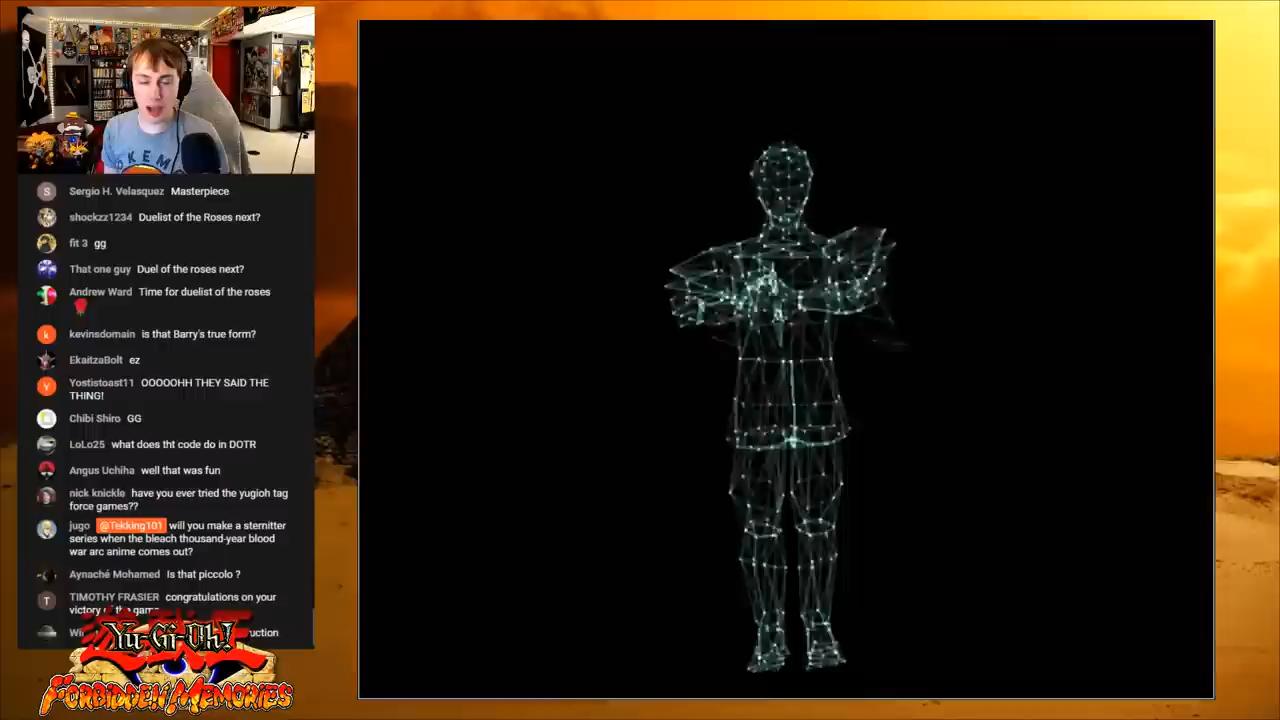 OKEM
Sergio H. Velasquez Masterpiece
shockzz1234 Duelist of the Roses next?
fit 3 gg
That one guy Duel of the roses next?
Andrew Ward Time for duelist of the roses
kevinsdomain is that Barry's true form?
EkaitzaBolt ez
Yostistoast11 OOOOOHH THEY SAID THE
THING!
Chibi Shiro GG
LoLo25 what does tht code do in DOTR
Angus Uchiha well that was fun
nick knickle have you ever tried the yugioh tag
force games??
jugo @Tekking101 will you make a sternitter
series when the bleach thousand-year blood
war arc anime comes out?
Aynaché Mohamed Is that piccolo ?
TIMOTHY FRASIER congratulations on your
victory of the game
Yu-Gi-Oh!
FORBIDDEN MEMORIES